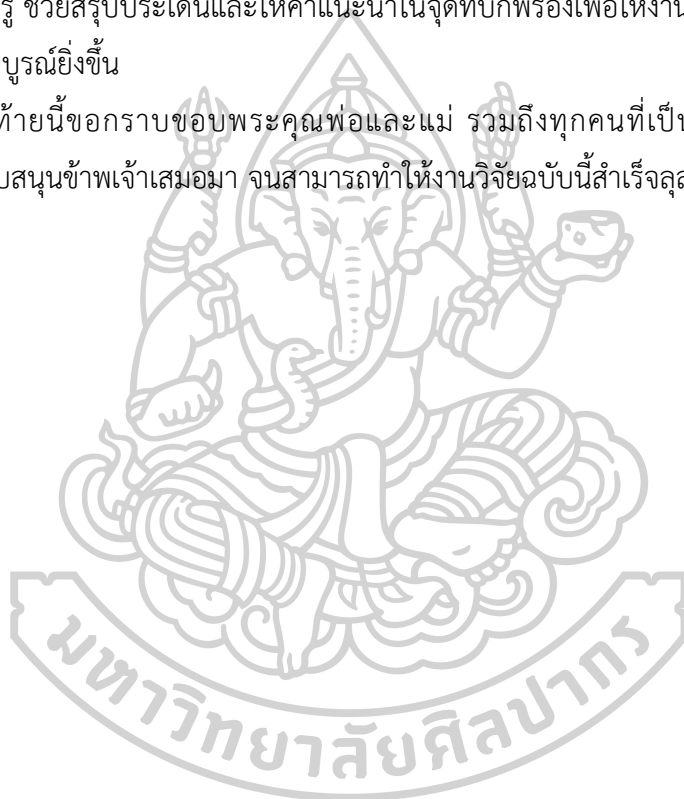 รู้ ช่วยสรุปประเด็นและให้คำแนะนำในจุดที่บกพร่องเพื่อให้งาน
บูรณ์ยิ่งขึ้น
ท้ายนี้ขอกราบขอบพระคุณพ่อและแม่ รวมถึงทุกคนที่เป็น
บสนุนข้าพเจ้าเสมอมา จนสามารถทำให้งานวิจัยฉบับนี้สำเร็จลุล
มหาวิทยาลัยศิลปากร